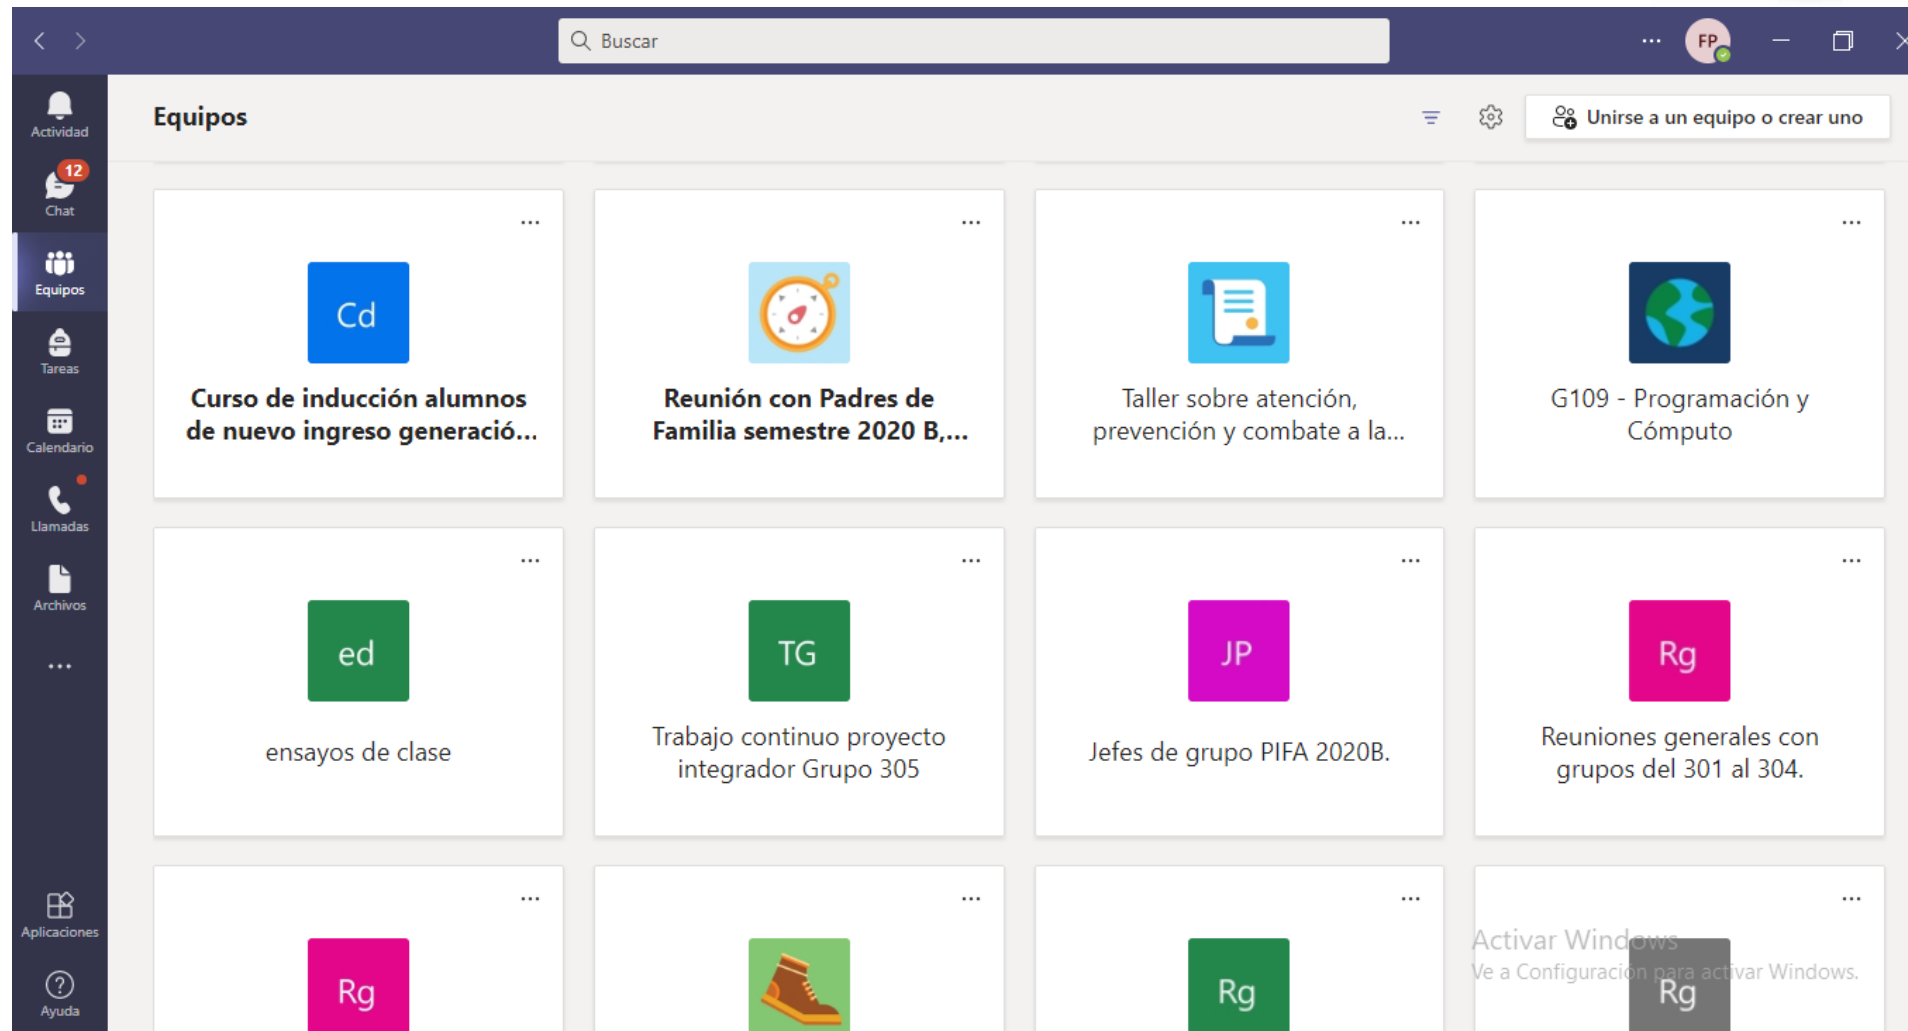 Buscar
FP
Actividad
12
Chat
Equipos
Tareas
Calendario
Llamadas
Archivos
Aplicaciones
Ayuda
Equipos
Unirse a un equipo o crear uno
Cd
Curso de inducción alumnos
de nuevo ingreso generació...
Reunión con Padres de
Familia semestre 2020 B,...
Taller sobre atención,
prevención y combate a la...
G109 - Programación y
Cómputo
ed
ensayos de clase
TG
Trabajo continuo proyecto
integrador Grupo 305
JP
Jefes de grupo PIFA 2020B.
Rg
Reuniones generales con
grupos del 301 al 304.
Rg
Rg
Rg
Activar Windows
Ve a Configuración para activar Windows.